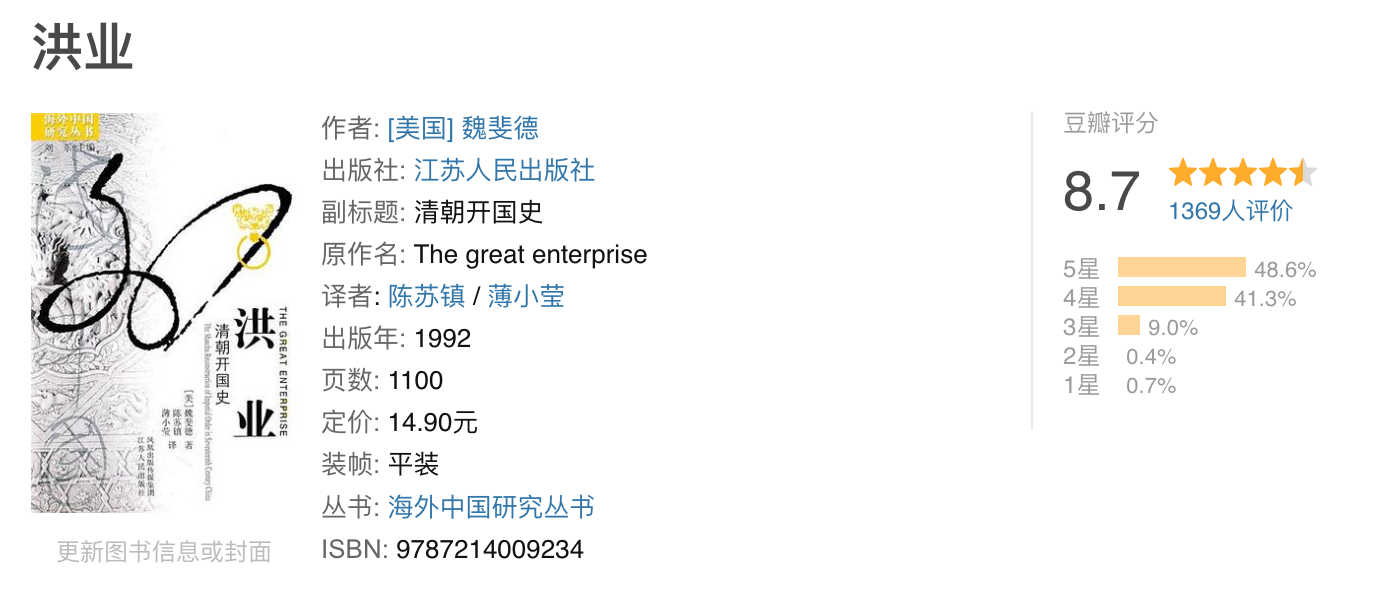 洪业
海外中国
研究丛书
刘东主编
洪业
清朝开国史
THE GREAT ENTERPRISE
The Manchu Reconstruction of Imperial Order in Seventeenth-Century China
[美]魏斐德 著
陈苏镇
薄小莹 译
凤凰出版传媒集团
江苏人民出版社
更新图书信息或封面
作者: [美国] 魏斐德
出版社: 江苏人民出版社
副标题: 清朝开国史
原作名: The great enterprise
译者: 陈苏镇 / 薄小莹
出版年: 1992
页数: 1100
定价: 14.90元
装帧: 平装
丛书: 海外中国研究丛书
ISBN: 9787214009234
豆瓣评分
8.7
1369人评价
5星 48.6%
4星 41.3%
3星 9.0%
2星 0.4%
1星 0.7%